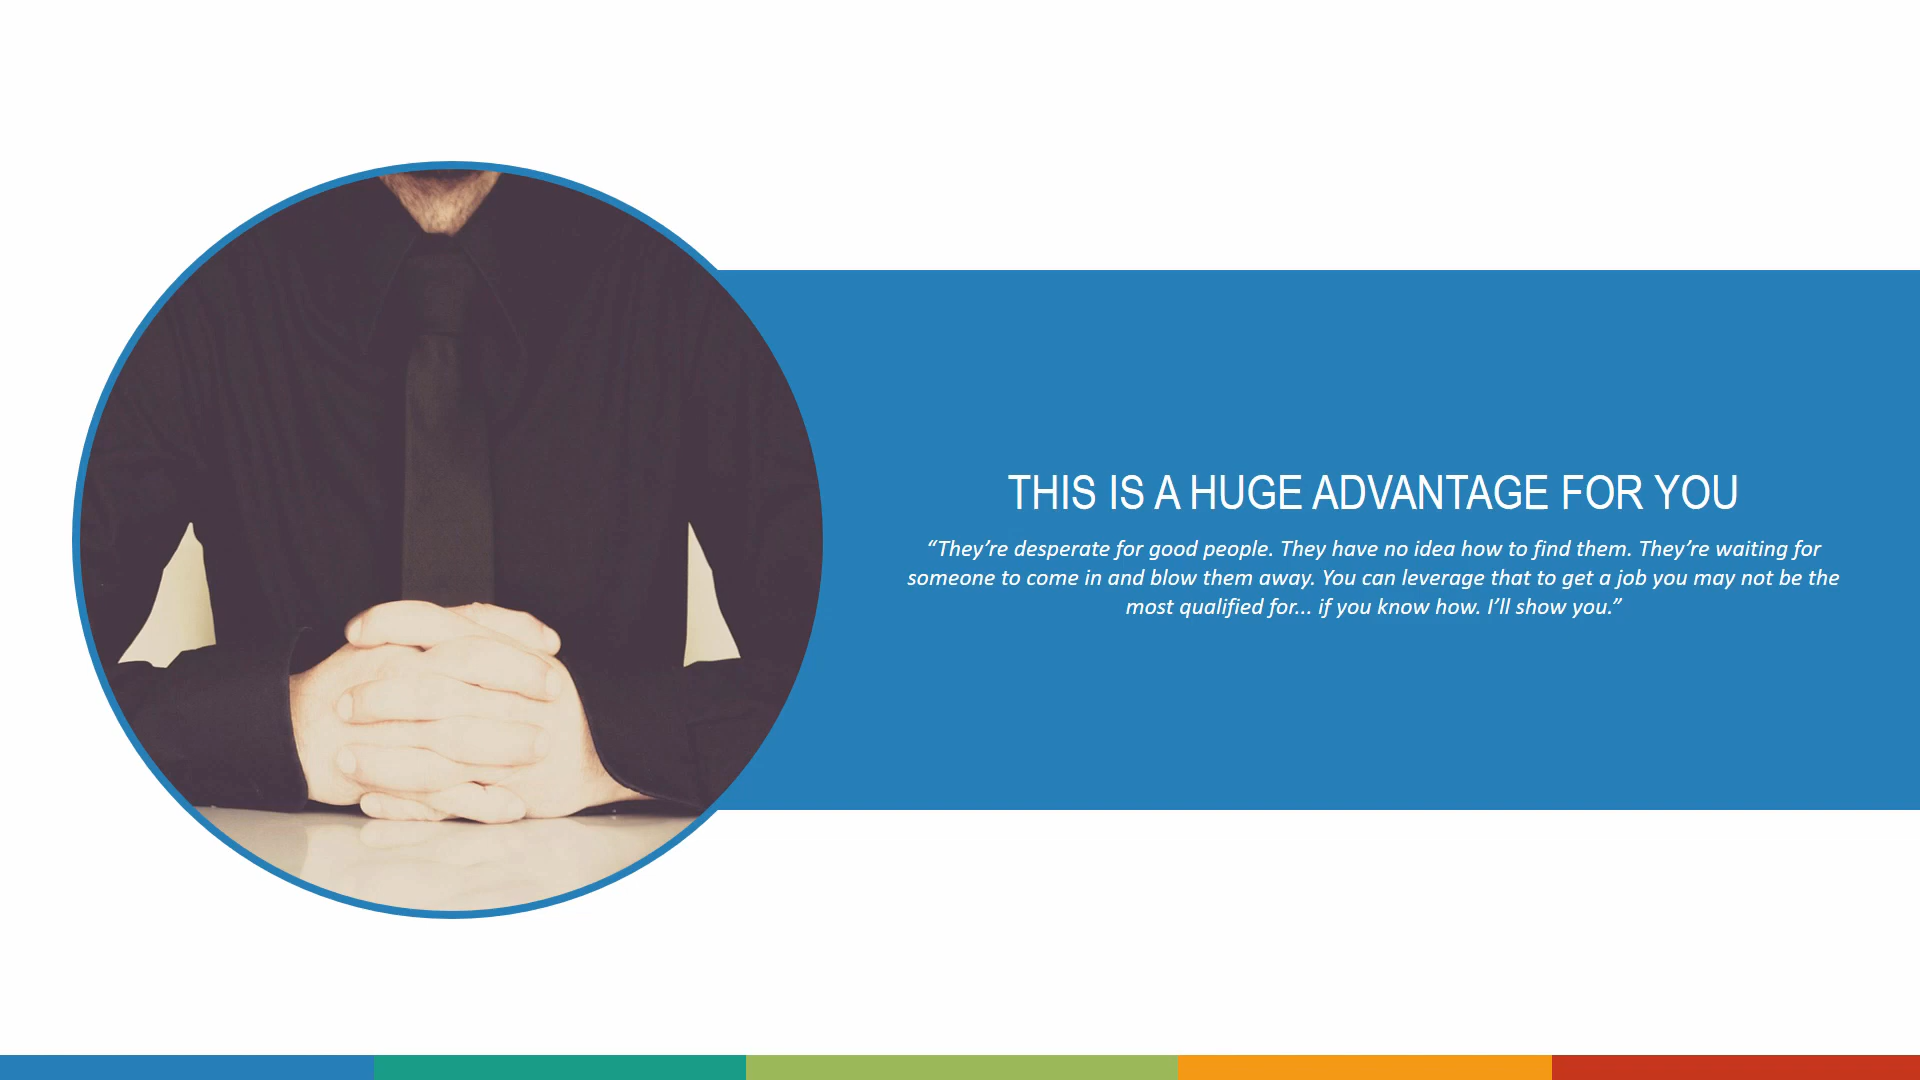 THIS IS A HUGE ADVANTAGE FOR YOU
“They’re desperate for good people. They have no idea how to find them. They’re waiting for
someone to come in and blow them away. You can leverage that to get a job you may not be the
most qualified for... if you know how. I’ll show you.”